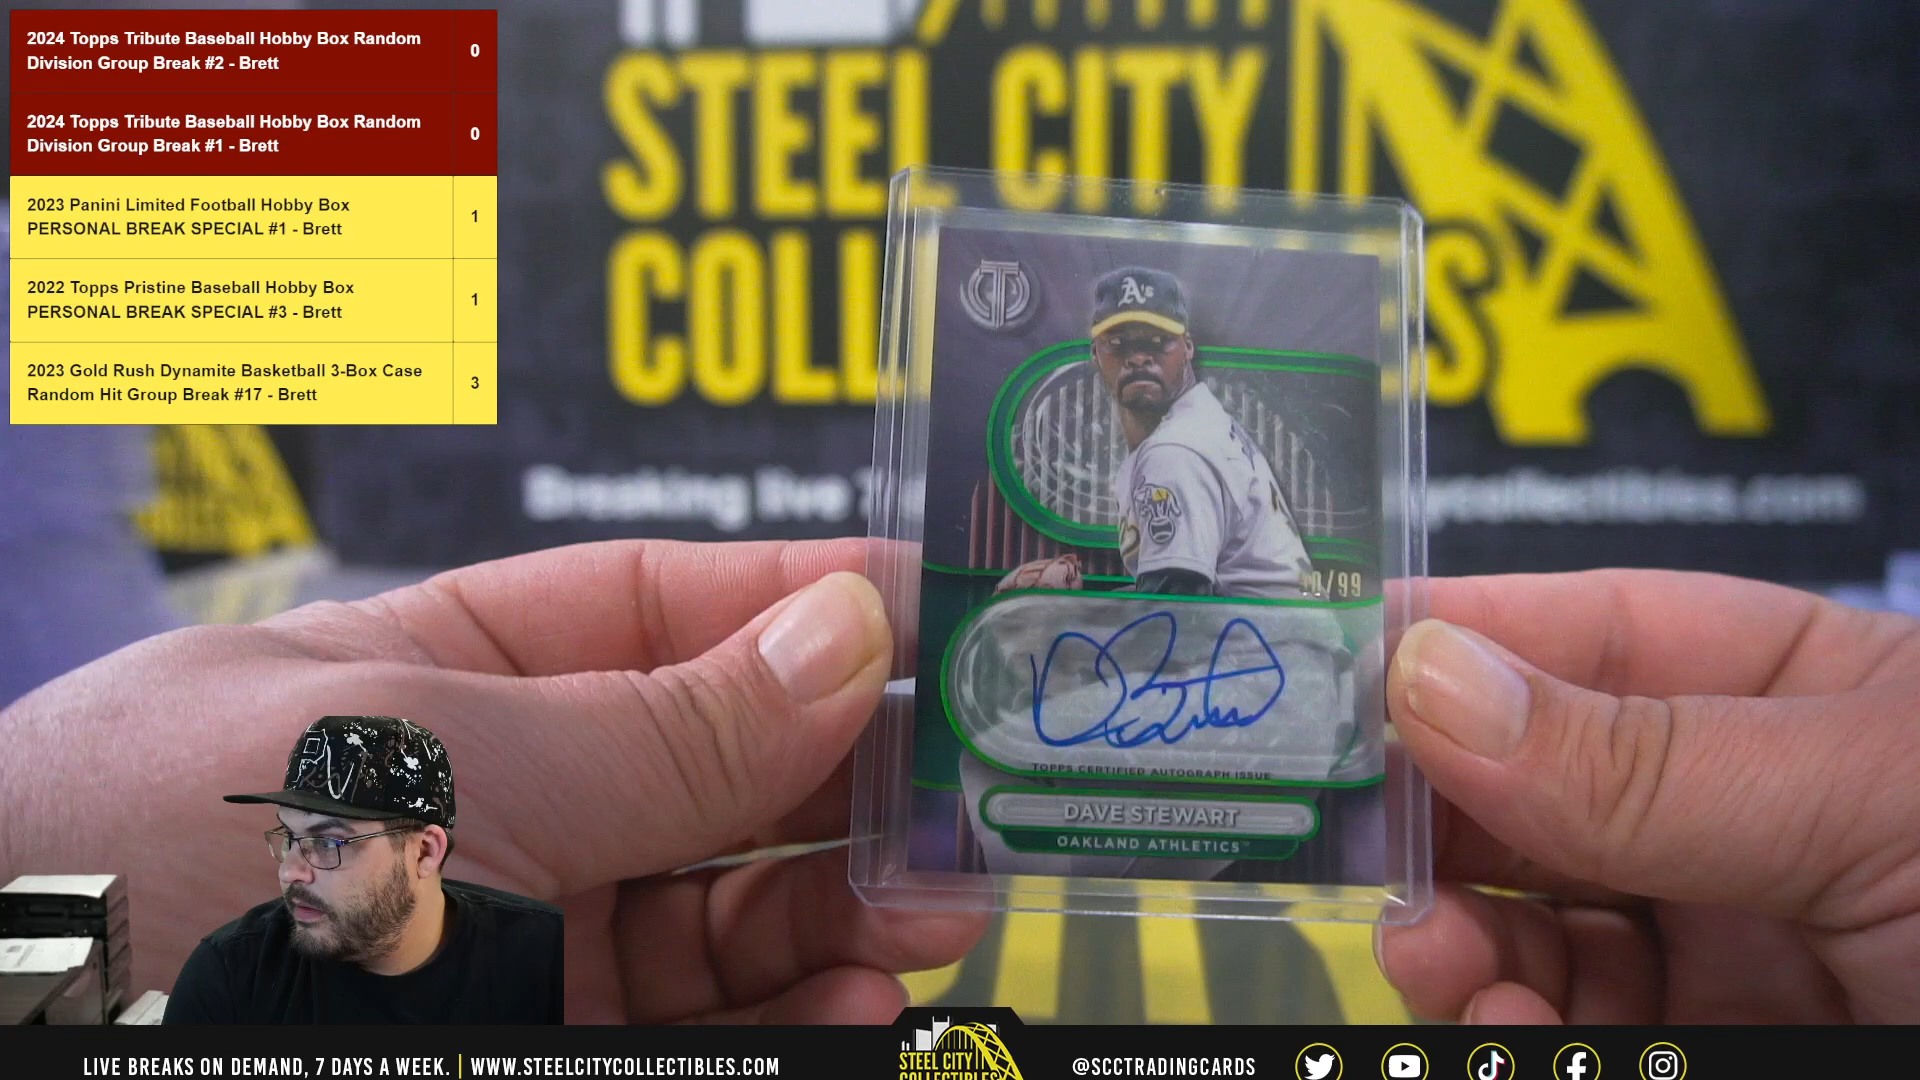 2024 Topps Tribute Baseball Hobby Box Random
Division Group Break #2 - Brett
0
2024 Topps Tribute Baseball Hobby Box Random
Division Group Break #1 - Brett
0
2023 Panini Limited Football Hobby Box
PERSONAL BREAK SPECIAL #1 - Brett
1
2022 Topps Pristine Baseball Hobby Box
PERSONAL BREAK SPECIAL #3 - Brett
1
2023 Gold Rush Dynamite Basketball 3-Box Case
Random Hit Group Break #17 - Brett
3
STEEL CITY
Breaking live
A's
/99
TOPPS CERTIFIED AUTOGRAPH ISSUE
DAVE STEWART
OAKLAND ATHLETICS™
LIVE BREAKS ON DEMAND, 7 DAYS A WEEK. | WWW.STEELCITYCOLLECTIBLES.COM
STEEL CITY
COLLECTIBLES
@SCCTRADINGCARDS